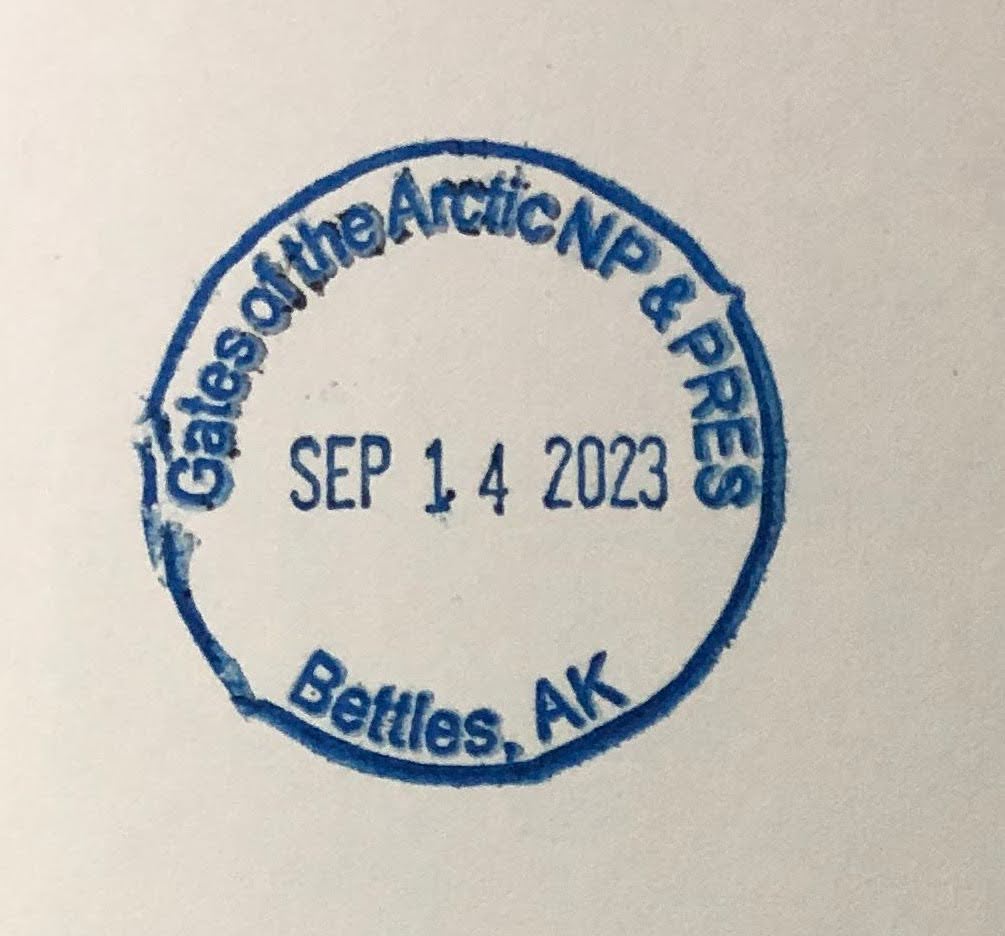 Gates of the Arctic NP & PRES
SEP 14 2023
Bettles, AK